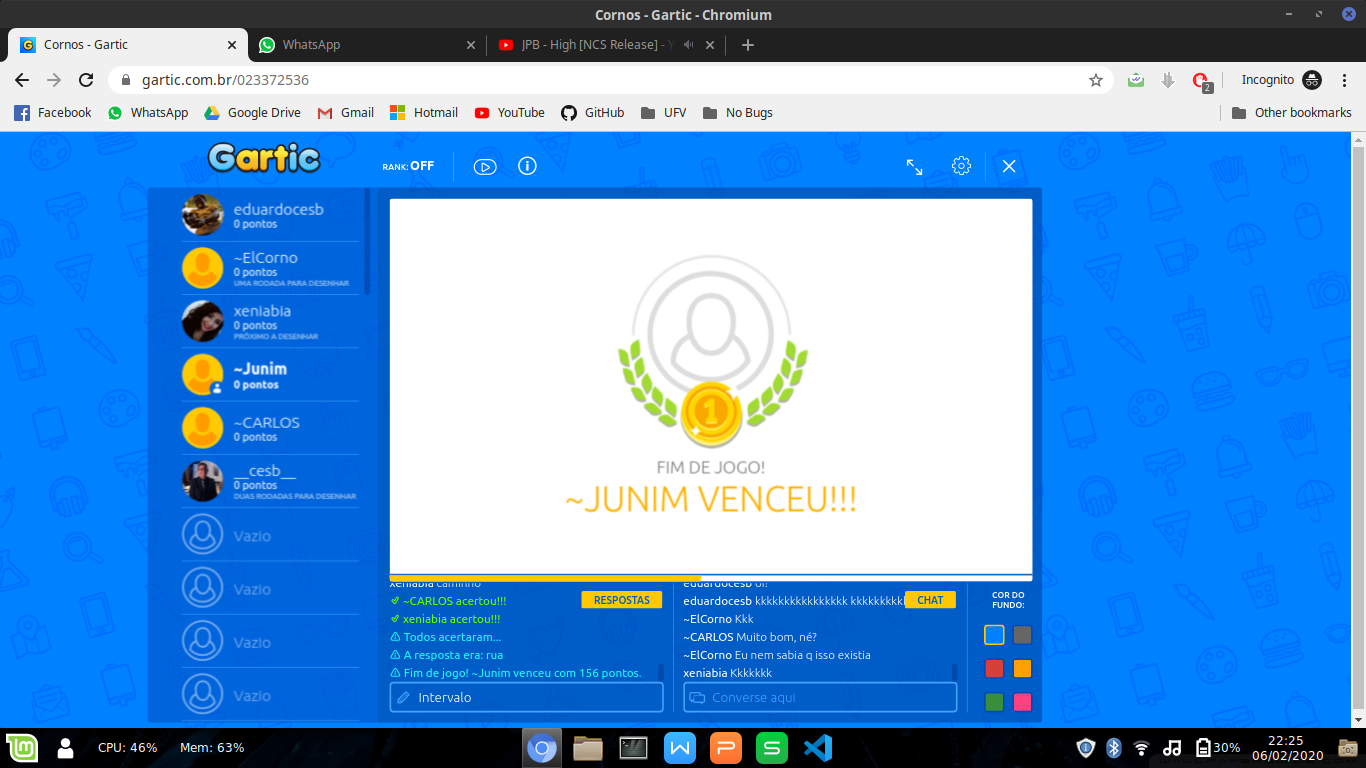 Cornos - Gartic - Chromium
Cornos - Gartic
WhatsApp
JPB - High [NCS Release] - Y
gartic.com.br/023372536
2
Incognito
Facebook
WhatsApp
Google Drive
Gmail
Hotmail
YouTube
GitHub
UFV
No Bugs
Other bookmarks
Gartic
RANK: OFF
eduardocesb
0 pontos
~ElCorno
0 pontos
UMA RODADA PARA DESENHAR
xeniabia
0 pontos
PRÓXIMO A DESENHAR
~Junim
0 pontos
~CARLOS
0 pontos
__cesb__
0 pontos
DUAS RODADAS PARA DESENHAR
Vazio
Vazio
Vazio
Vazio
1
FIM DE JOGO!
~JUNIM VENCEU!!!
xeniabia caminho
~CARLOS acertou!!!
xeniabia acertou!!!
Todos acertaram...
A resposta era: rua
Fim de jogo! ~Junim venceu com 156 pontos.
RESPOSTAS
Intervalo
eduardocesb oi!
eduardocesb kkkkkkkkkkkkkkkk kkkkkkkkkk
~ElCorno Kkk
~CARLOS Muito bom, né?
~ElCorno Eu nem sabia q isso existia
xeniabia Kkkkkkk
CHAT
Converse aqui
COR DO
FUNDO:
CPU: 46%
Mem: 63%
30%
22:25
06/02/2020